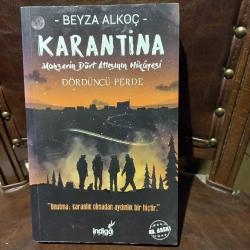 - BEYZA ALKOÇ -
KARANTİNA
Mahşerin Dört Atlısının Hikâyesi
DÖRDÜNCÜ PERDE
"Unutma; karanlık olmadan aydınlık bir hiçtir."
indigo